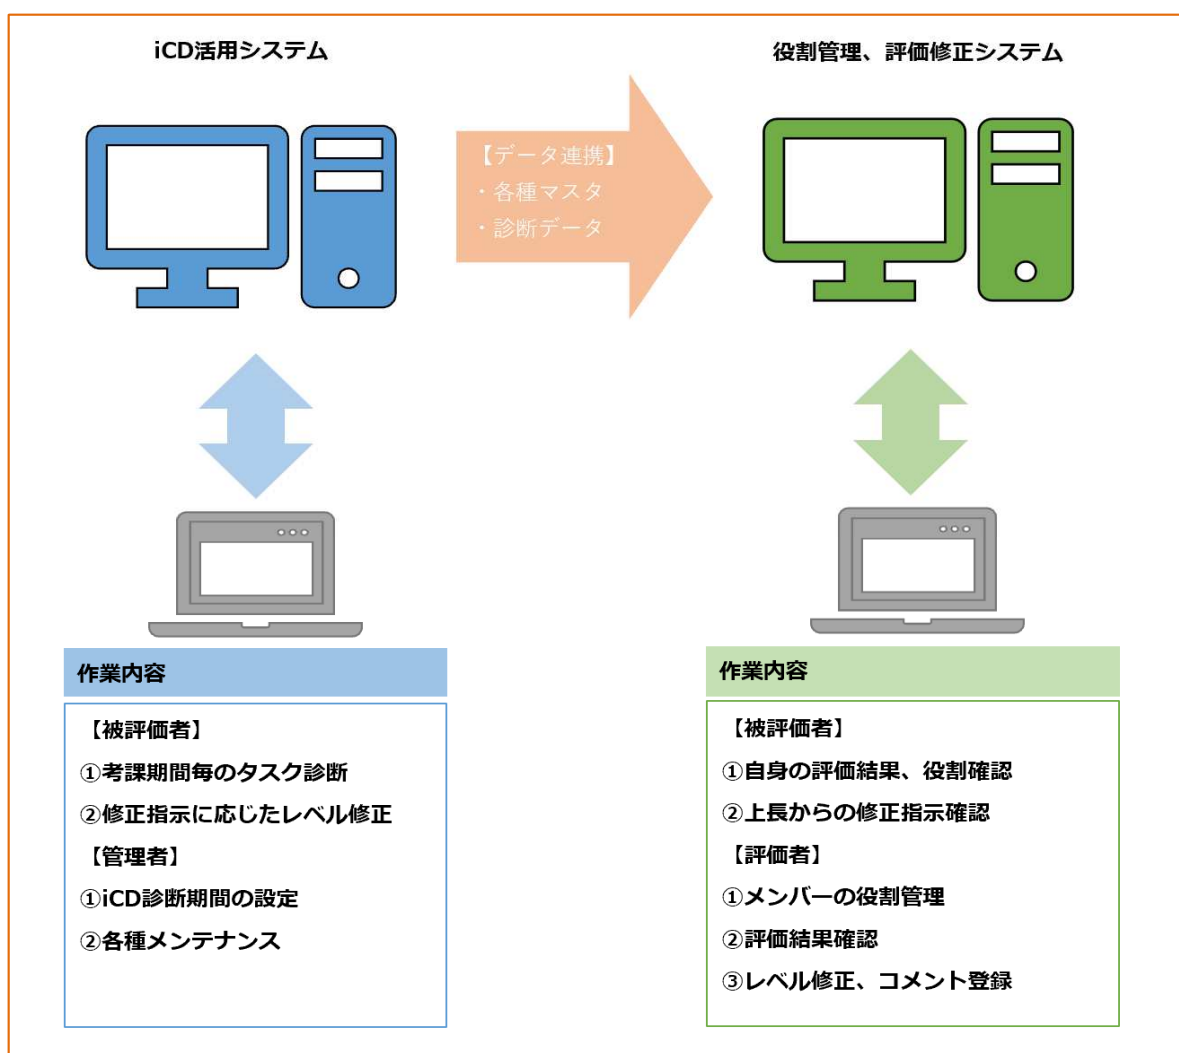 iCD活用システム
役割管理、評価修正システム
【データ連携】
・各種マスタ
・診断データ
作業内容
【被評価者】
①考課期間毎のタスク診断
②修正指示に応じたレベル修正
【管理者】
①iCD診断期間の設定
②各種メンテナンス
作業内容
【被評価者】
①自身の評価結果、役割確認
②上長からの修正指示確認
【評価者】
①メンバーの役割管理
②評価結果確認
③レベル修正、コメント登録